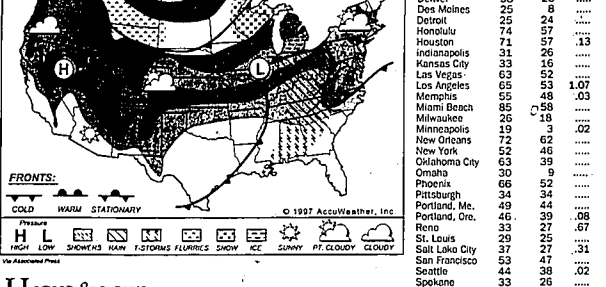 H
L
FRONTS:
COLD WARM STATIONARY
© 1997 AccuWeather, Inc.
Pressure
H L
HIGH LOW SHOWERS RAIN T-STORMS FLURRIES SNOW ICE SUNNY PT. CLOUDY CLOUDY
Via Associated Press
Des Moines 25 8 .....
Detroit 25 24 .....
Honolulu 74 57 .....
Houston 71 57 .13
Indianapolis 31 26 .....
Kansas City 33 16 .....
Las Vegas 63 52 .....
Los Angeles 65 53 1.07
Memphis 55 48 .03
Miami Beach 85 58 .....
Milwaukee 26 18 .....
Minneapolis 19 3 .02
New Orleans 72 62 .....
New York 52 46 .....
Oklahoma City 63 39 .....
Omaha 30 9 .....
Phoenix 66 52 .....
Pittsburgh 34 34 .....
Portland, Me. 49 44 .....
Portland, Ore. 46 39 .08
Reno 33 27 .67
St. Louis 29 25 .....
Salt Lake City 37 27 .31
San Francisco 53 47 .....
Seattle 44 38 .02
Spokane 33 26 .....